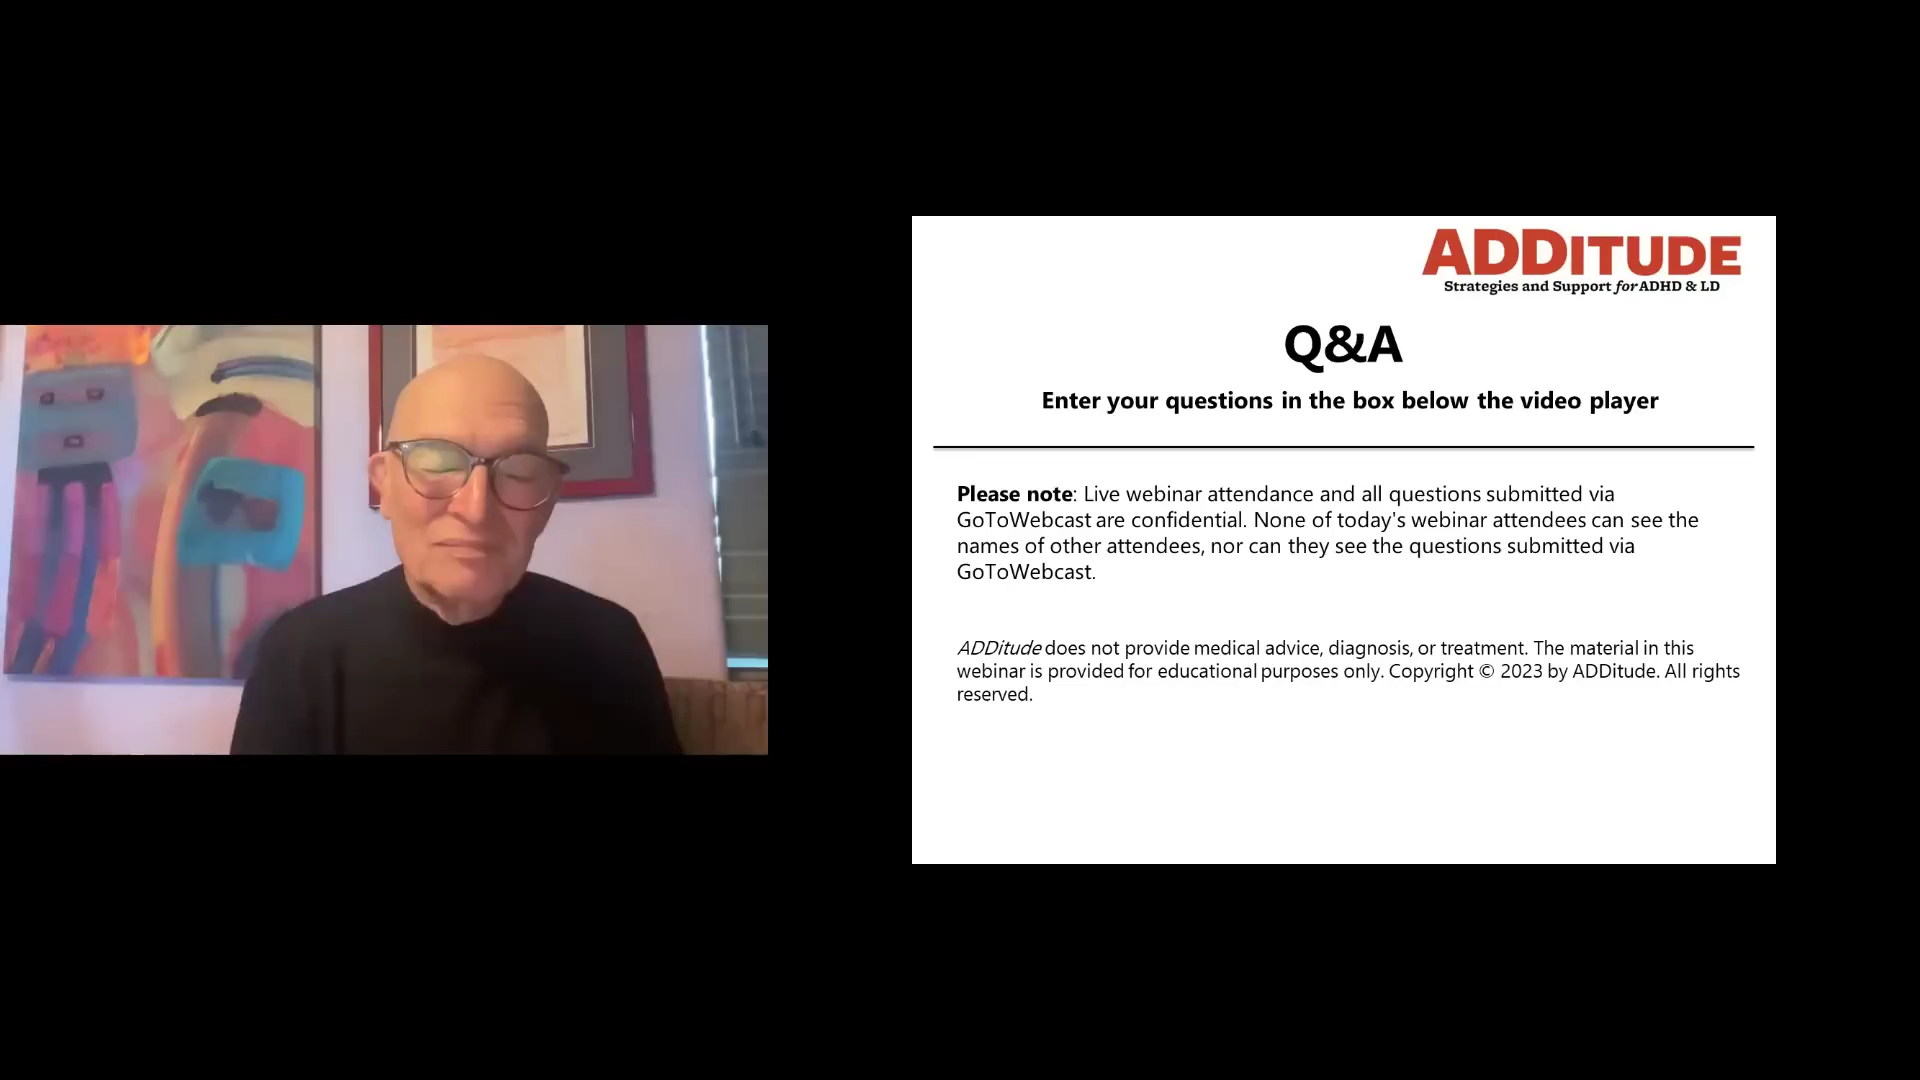 ADDITUDE
Strategies and Support for ADHD & LD
Q&A
Enter your questions in the box below the video player
Please note: Live webinar attendance and all questions submitted via
GoToWebcast are confidential. None of today's webinar attendees can see the
names of other attendees, nor can they see the questions submitted via
GoToWebcast.
ADDitude does not provide medical advice, diagnosis, or treatment. The material in this
webinar is provided for educational purposes only. Copyright © 2023 by ADDitude. All rights
reserved.